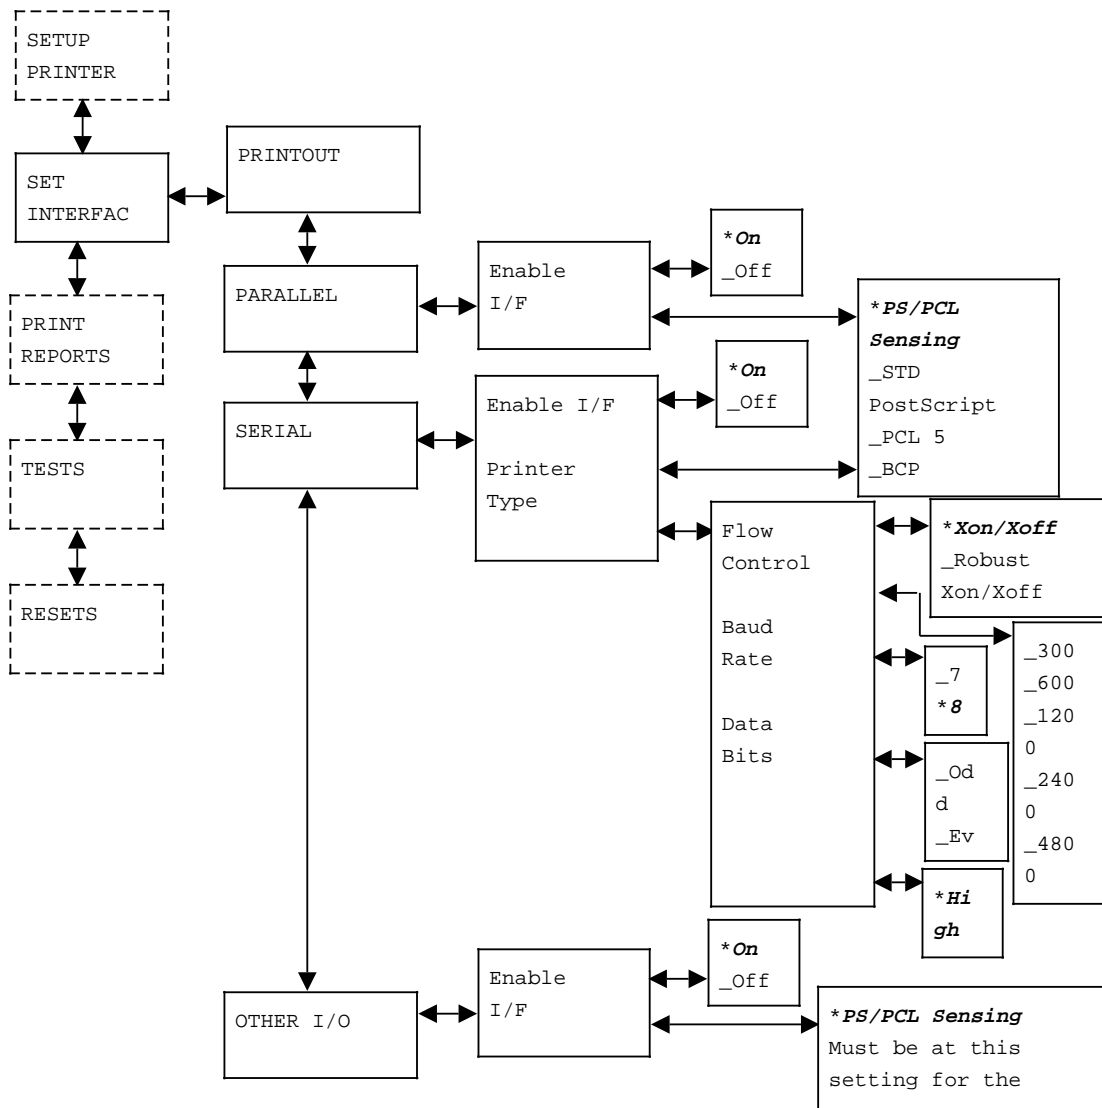 SETUP
PRINTER
SET
INTERFAC
PRINT
REPORTS
TESTS
RESETS
PRINTOUT
PARALLEL
Enable
I/F
*On
_Off
*PS/PCL
Sensing
_STD
PostScript
_PCL 5
_BCP
SERIAL
Enable I/F
Printer
Type
*On
_Off
Flow
Control
Baud
Rate
Data
Bits
*Xon/Xoff
_Robust
Xon/Xoff
_300
_600
_120
0
_240
0
_480
0
_7
*8
_Od
d
_Ev
*Hi
gh
OTHER I/O
Enable
I/F
*On
_Off
*PS/PCL Sensing
Must be at this
setting for the